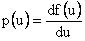 p(u) = df(u)/du